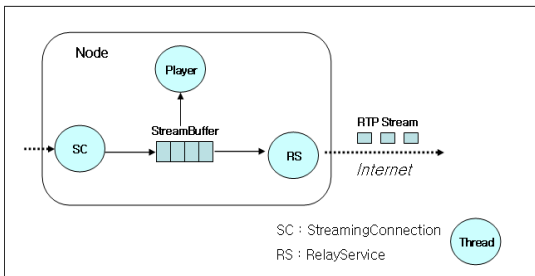 Node
Player
StreamBuffer
SC
RS
RTP Stream
Internet
SC : StreamingConnection
RS : RelayService
Thread